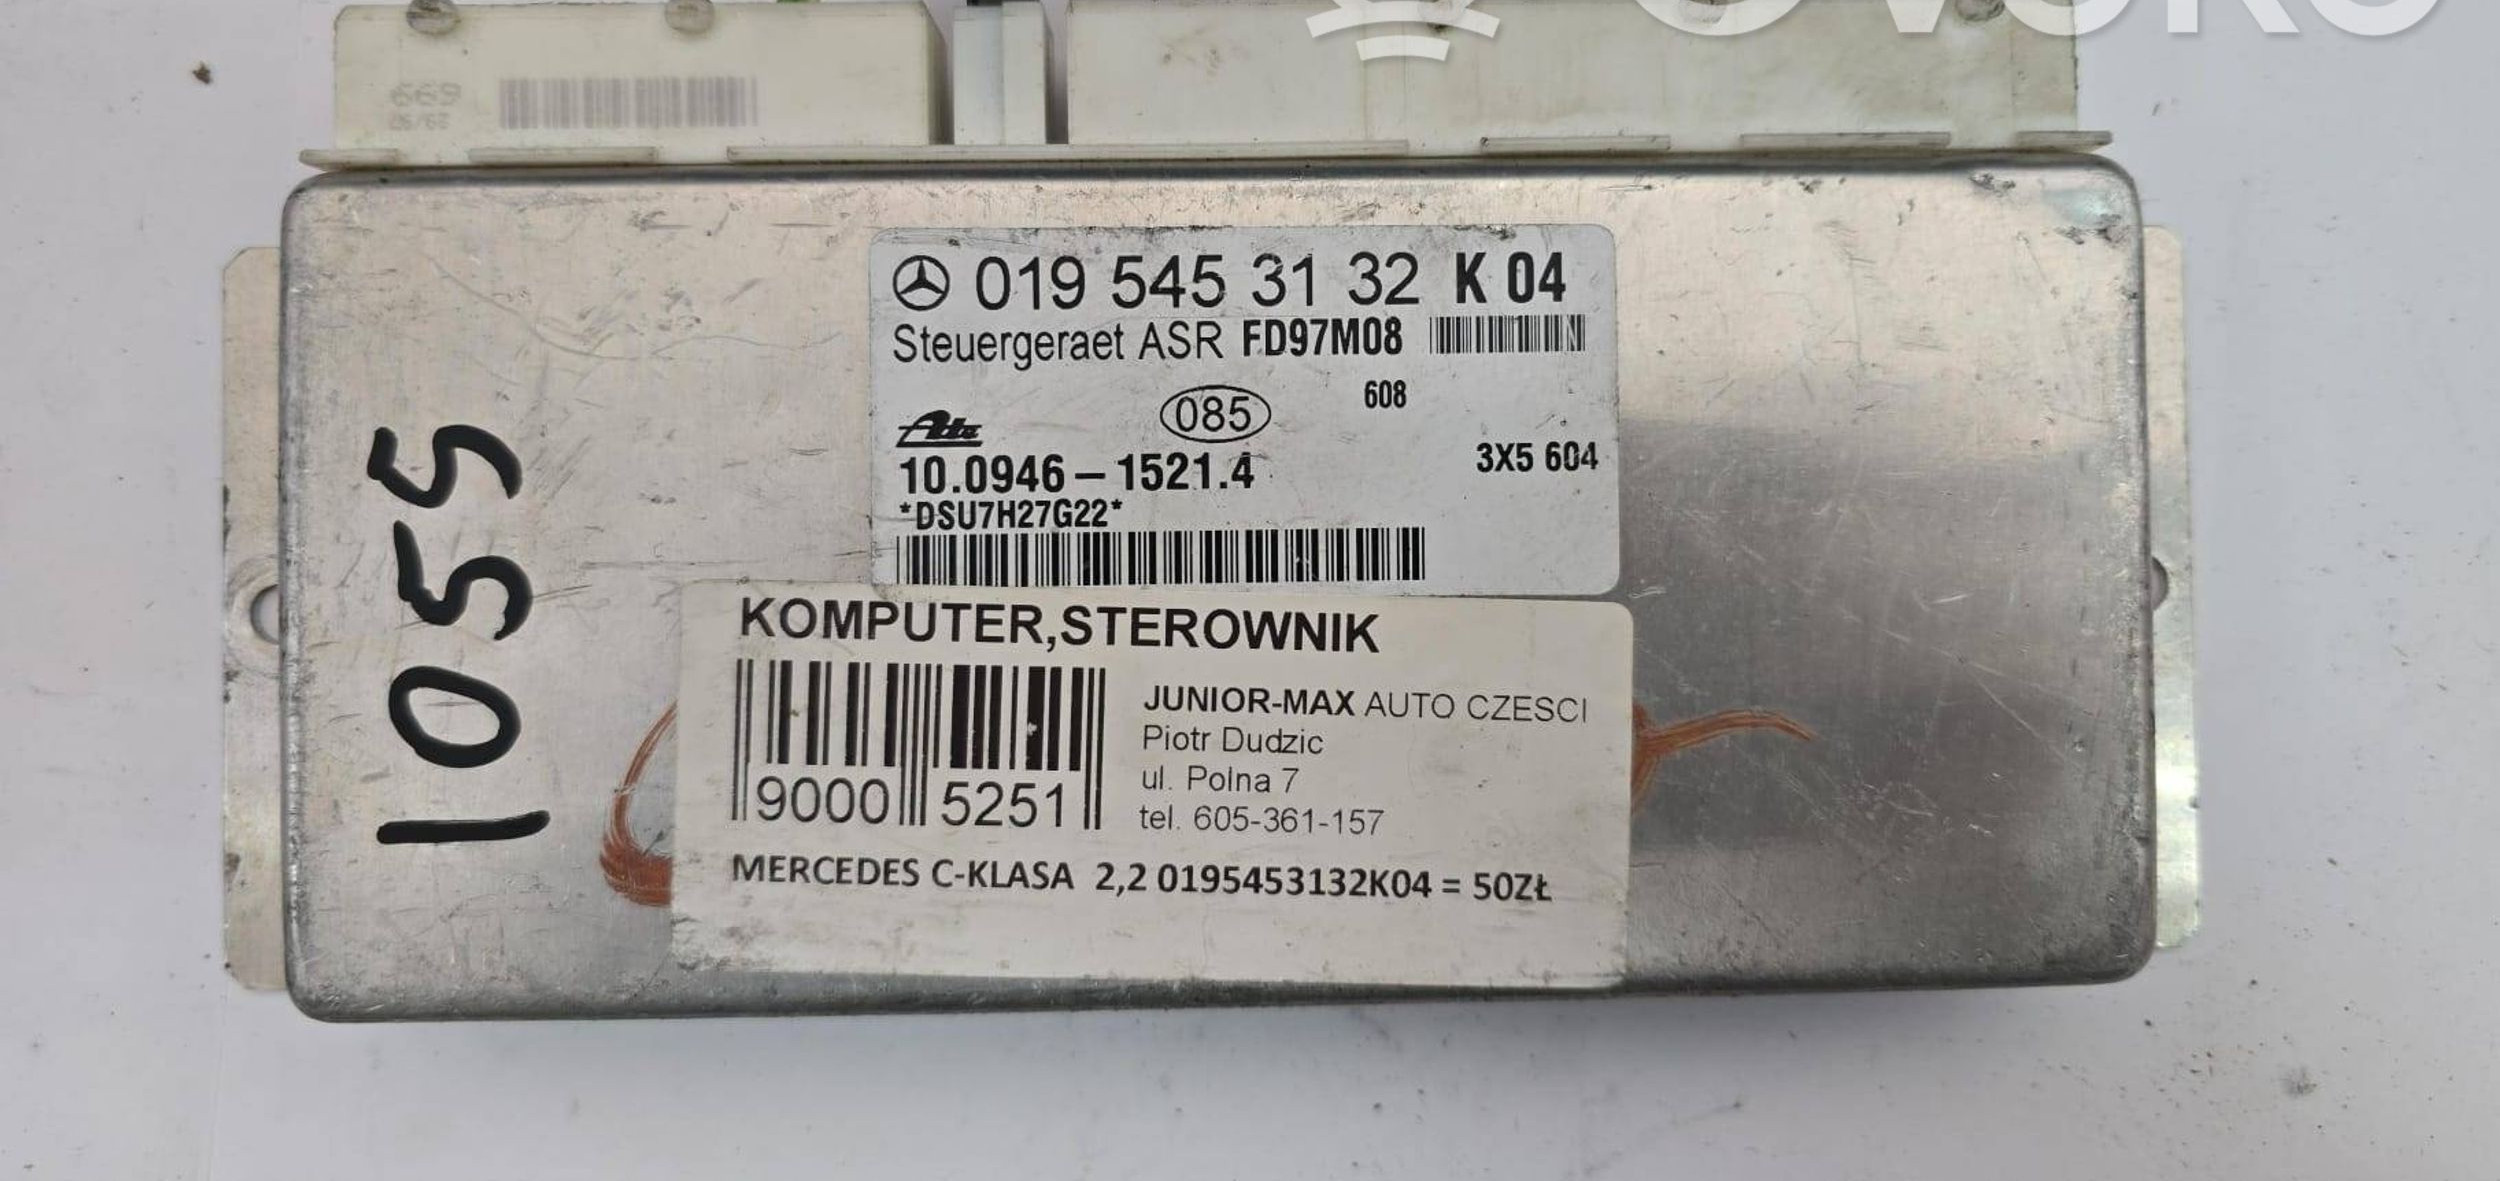 669
019 545 31 32 K 04
Steuergeraet ASR FD97M08
608
085
Ate
10.0946-1521.4
3X5 604
*DSU7H27G22*
1055
KOMPUTER,STEROWNIK
9000 5251
JUNIOR-MAX AUTO CZESCI
Piotr Dudzic
ul. Polna 7
tel. 605-361-157
MERCEDES C-KLASA 2,2 0195453132K04 = 50ZŁ